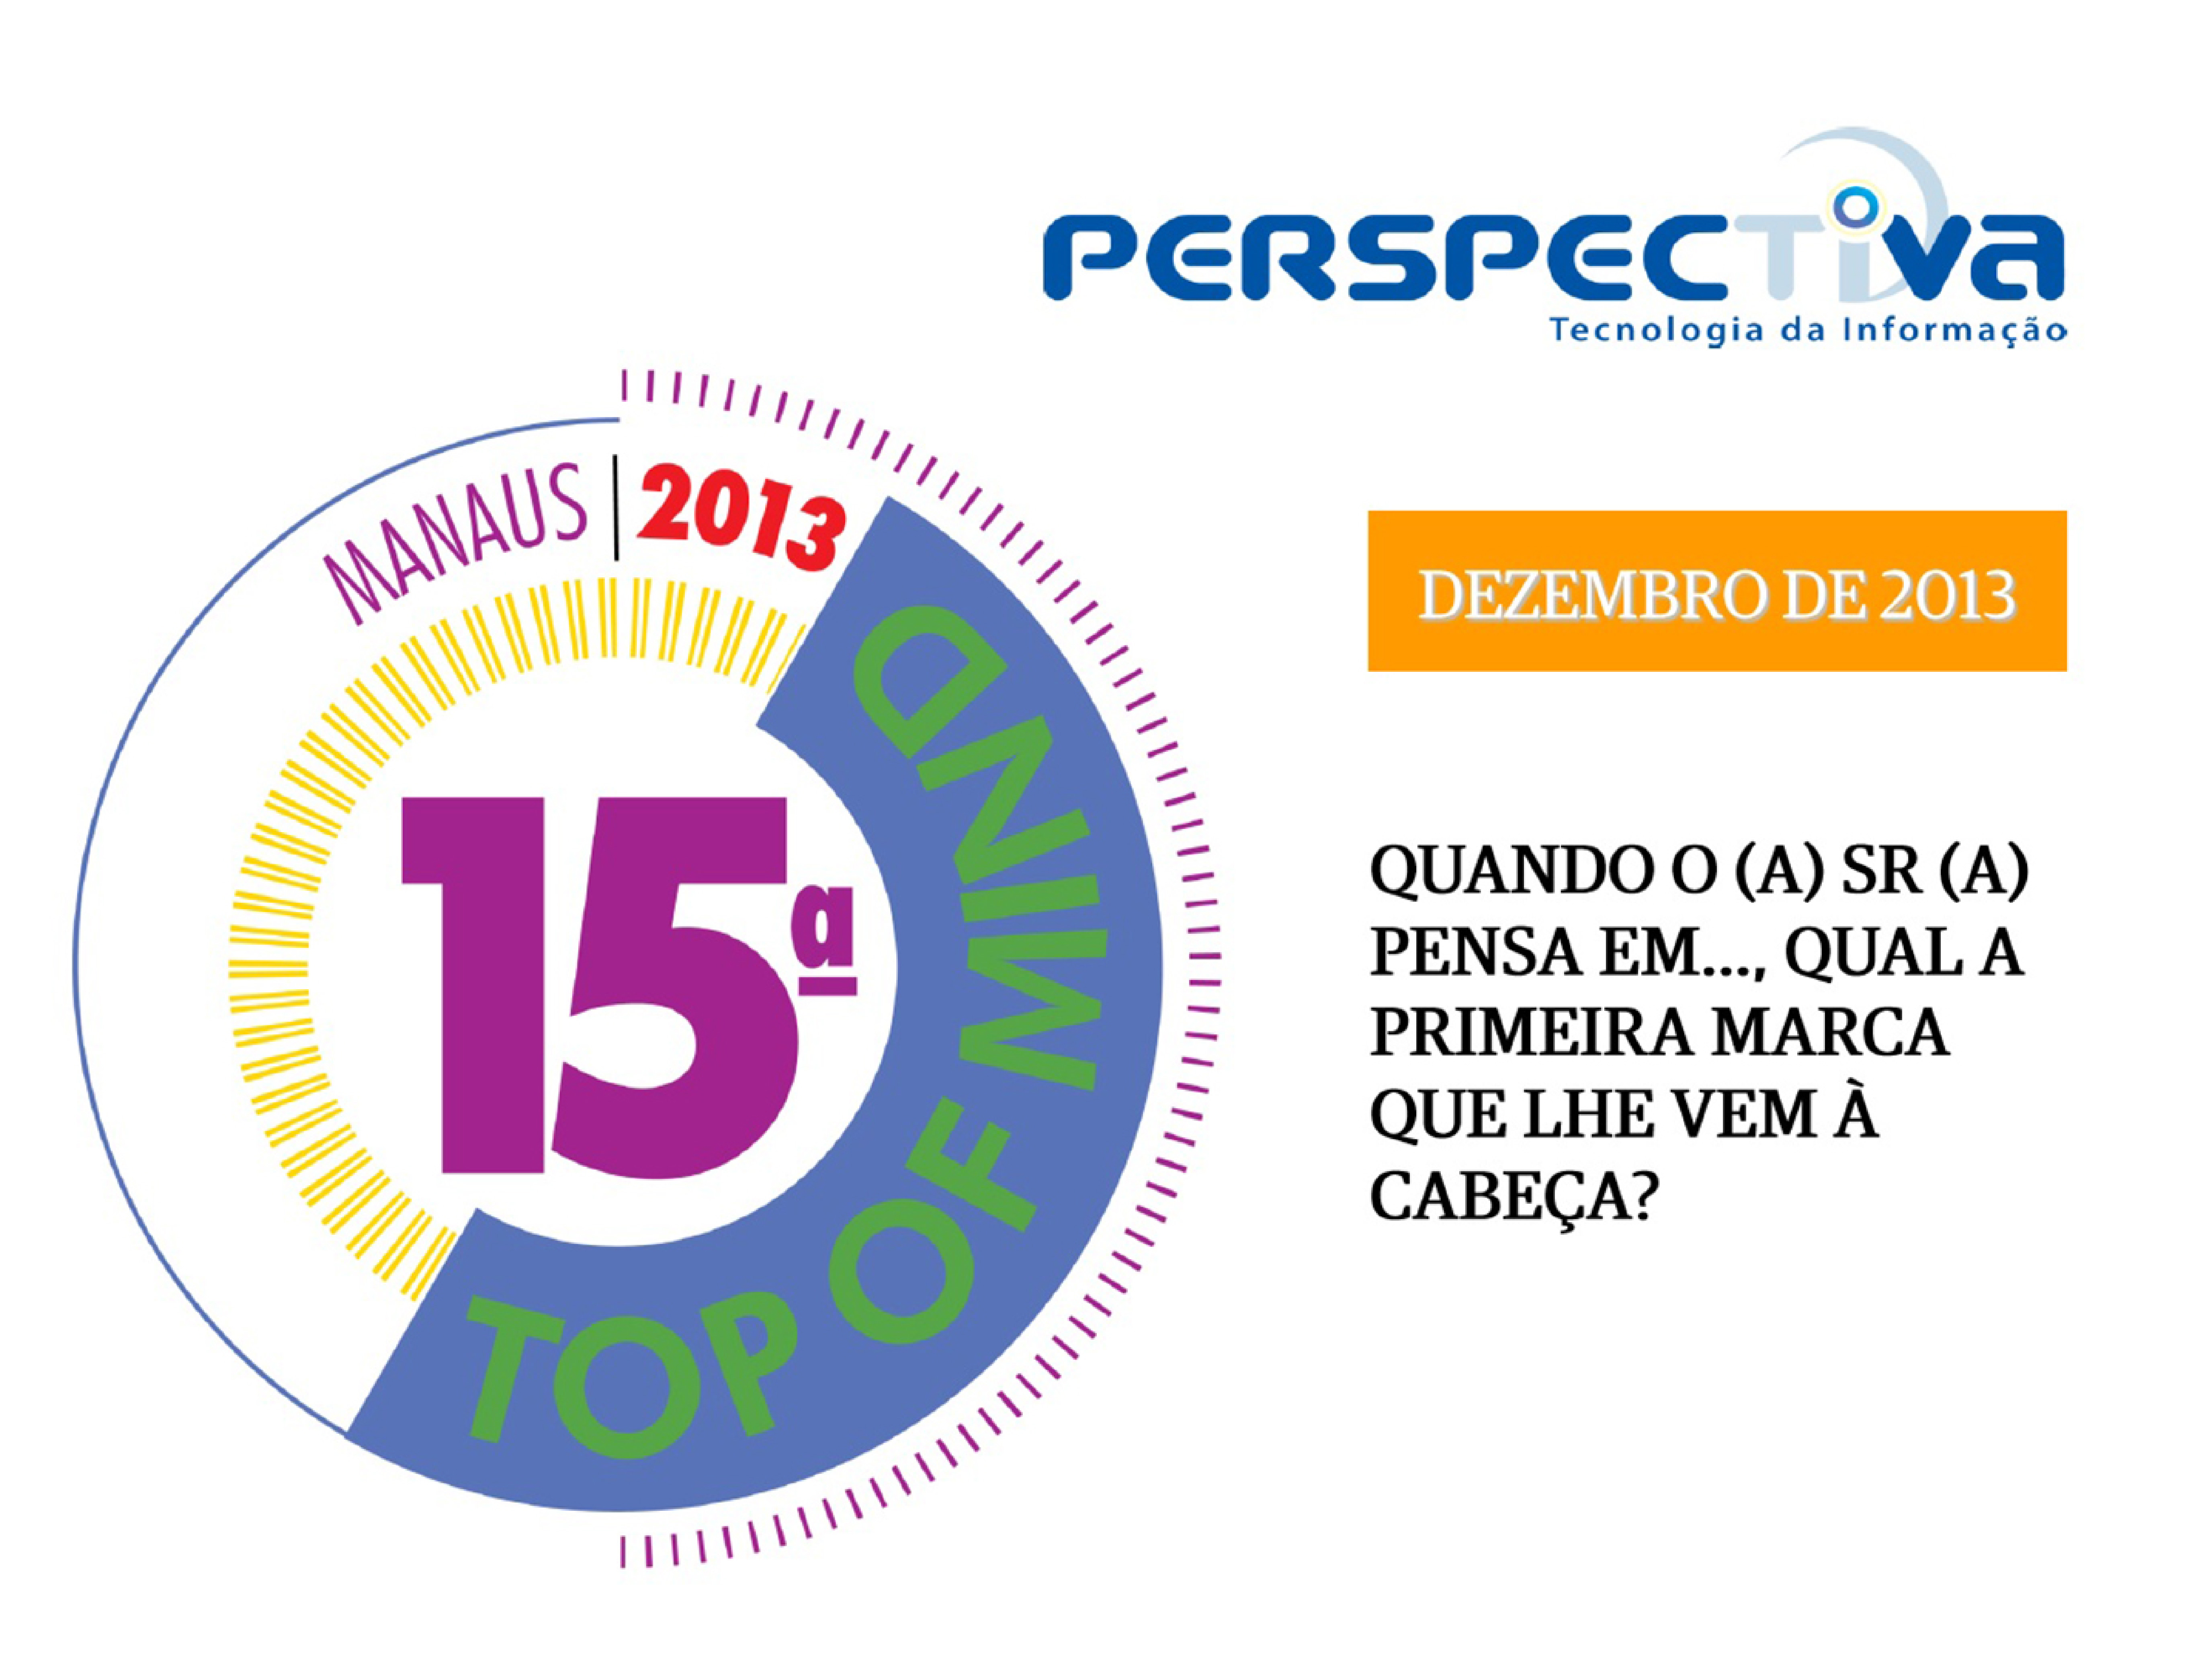 PERSPECTiVa
Tecnologia da Informação
MANAUS | 2013
15ª
TOP OF MIND
DEZEMBRO DE 2013
QUANDO O (A) SR (A)
PENSA EM..., QUAL A
PRIMEIRA MARCA
QUE LHE VEM À
CABEÇA?